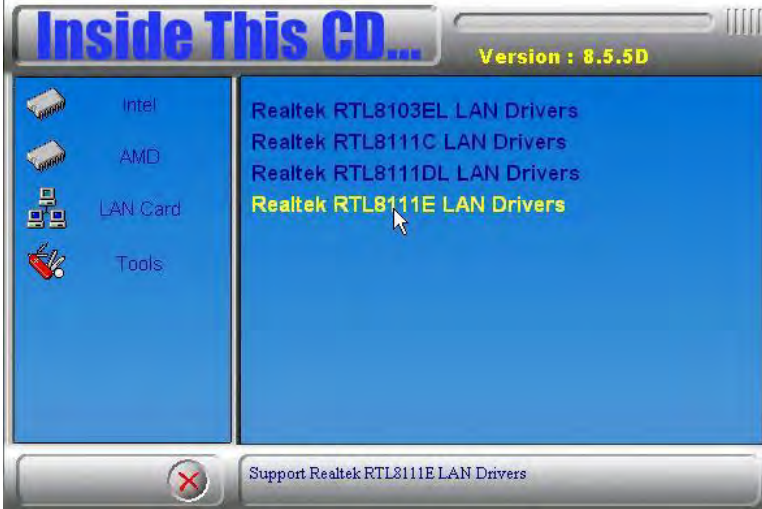 Inside This CD...
Version : 8.5.5D
Intel
AMD
LAN Card
Tools
Realtek RTL8103EL LAN Drivers
Realtek RTL8111C LAN Drivers
Realtek RTL8111DL LAN Drivers
Realtek RTL8111E LAN Drivers
Support Realtek RTL8111E LAN Drivers